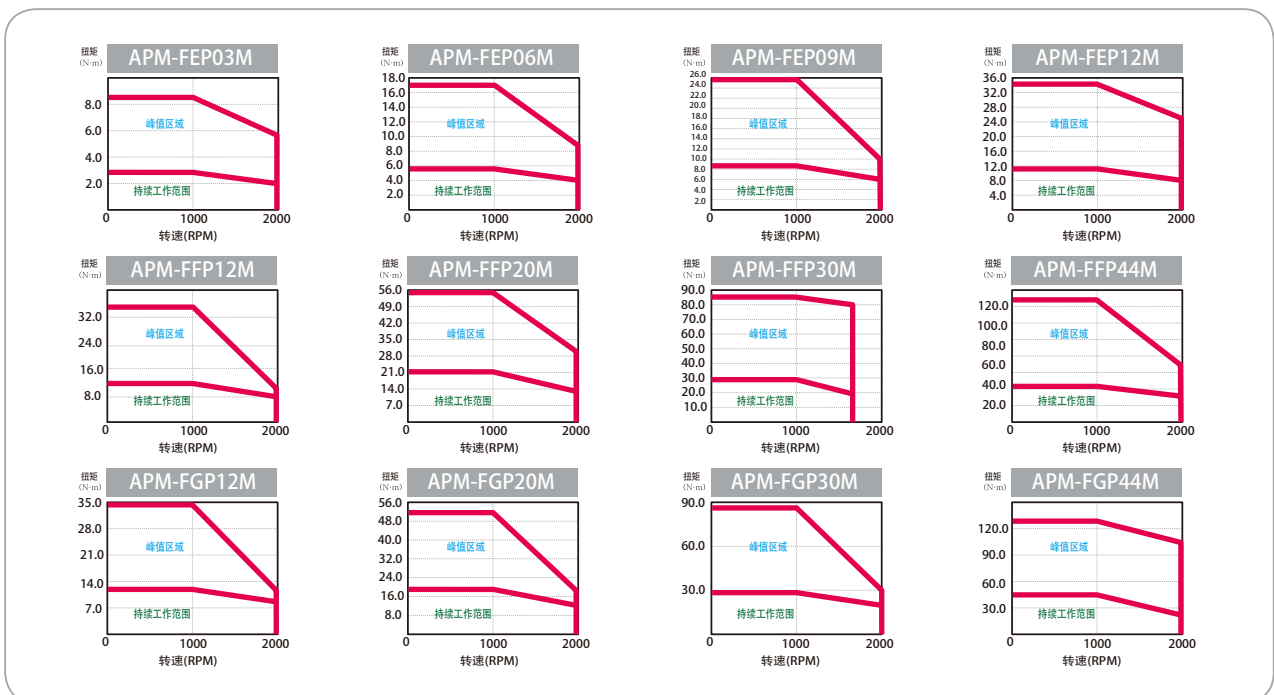 扭矩
(N·m)
APM-FEP03M
8.0
6.0
4.0
2.0
峰值区域
持续工作范围
0 1000 2000
转速(RPM)
扭矩
(N·m)
APM-FEP06M
18.0
16.0
14.0
12.0
10.0
8.0
6.0
4.0
2.0
峰值区域
持续工作范围
0 1000 2000
转速(RPM)
扭矩
(N·m)
APM-FEP09M
26.0
24.0
22.0
20.0
18.0
16.0
14.0
12.0
10.0
8.0
6.0
4.0
2.0
峰值区域
持续工作范围
0 1000 2000
转速(RPM)
扭矩
(N·m)
APM-FEP12M
36.0
32.0
28.0
24.0
20.0
16.0
12.0
8.0
4.0
峰值区域
持续工作范围
0 1000 2000
转速(RPM)
扭矩
(N·m)
APM-FFP12M
32.0
24.0
16.0
8.0
峰值区域
持续工作范围
0 1000 2000
转速(RPM)
扭矩
(N·m)
APM-FFP20M
56.0
49.0
42.0
35.0
28.0
21.0
14.0
7.0
峰值区域
持续工作范围
0 1000 2000
转速(RPM)
扭矩
(N·m)
APM-FFP30M
90.0
80.0
70.0
60.0
50.0
40.0
30.0
20.0
10.0
峰值区域
持续工作范围
0 1000 2000
转速(RPM)
扭矩
(N·m)
APM-FFP44M
120.0
100.0
80.0
60.0
40.0
20.0
峰值区域
持续工作范围
0 1000 2000
转速(RPM)
扭矩
(N·m)
APM-FGP12M
35.0
28.0
21.0
14.0
7.0
峰值区域
持续工作范围
0 1000 2000
转速(RPM)
扭矩
(N·m)
APM-FGP20M
56.0
48.0
40.0
32.0
24.0
16.0
8.0
峰值区域
持续工作范围
0 1000 2000
转速(RPM)
扭矩
(N·m)
APM-FGP30M
90.0
60.0
30.0
峰值区域
持续工作范围
0 1000 2000
转速(RPM)
扭矩
(N·m)
APM-FGP44M
120.0
90.0
60.0
30.0
峰值区域
持续工作范围
0 1000 2000
转速(RPM)